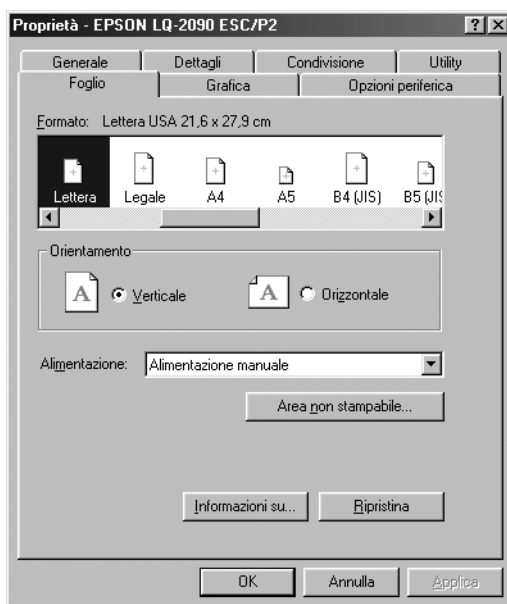 Proprietà - EPSON LQ-2090 ESC/P2
Generale Dettagli Condivisione Utility
Foglio Grafica Opzioni periferica
Formato: Lettera USA 21,6 x 27,9 cm
Lettera Legale A4 A5 B4 (JIS) B5 (JIS
Orientamento
A Verticale A Orizzontale
Alimentazione: Alimentazione manuale
Area non stampabile...
Informazioni su... Ripristina
OK Annulla Applica